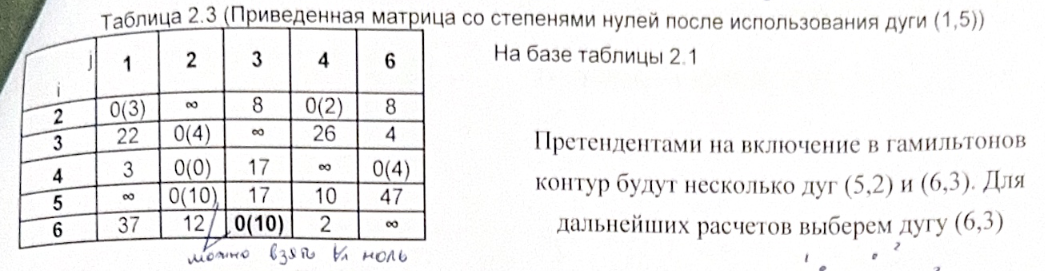 Таблица 2.3 (Приведенная матрица со степенями нулей после использования дуги (1,5))
На базе таблицы 2.1
j 1 2 3 4 6
i
2 0(3) ∞ 8 0(2) 8
3 22 0(4) ∞ 26 4
4 3 0(0) 17 ∞ 0(4)
5 ∞ 0(10) 17 10 47
6 37 12 0(10) 2 ∞
можно взять ноль
Претендентами на включение в гамильтонов
контур будут несколько дуг (5,2) и (6,3). Для
дальнейших расчетов выберем дугу (6,3)